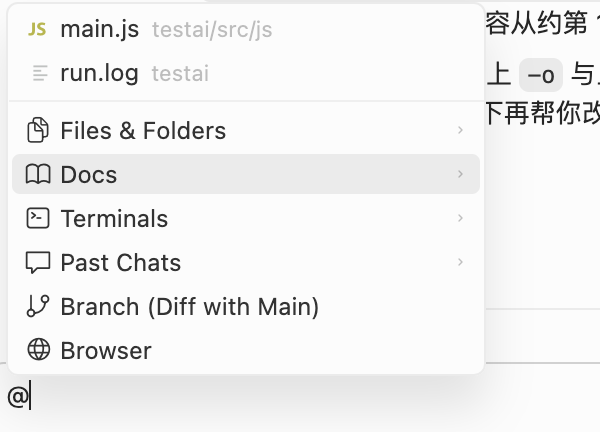 JS main.js testai/src/js
run.log testai
Files & Folders
Docs
Terminals
Past Chats
Branch (Diff with Main)
Browser
容从约第
上 -o 与
下再帮你改
@